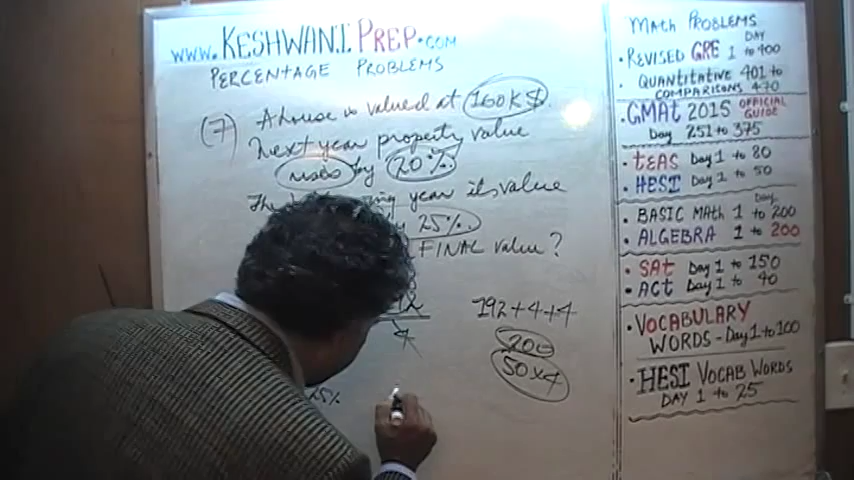 www.KESHWANIPREP.com
PERCENTAGE PROBLEMS
(7) A house is valued at 160K$.
Next year property value
rises by 20%.
The year its value
25%.
FINAL value?
192+4+4
200
50x4
4
25%
MATH PROBLEMS
DAY
• REVISED GRE 1 to 400
• QUANTITATIVE 401 to
COMPARISONS 470
• GMAT 2015 OFFICIAL GUIDE
Day 251 to 375
• TEAS Day 1 to 80
• HESI Day 1 to 50
Day
• BASIC MATH 1 to 200
• ALGEBRA 1 to 200
• SAT Day 1 to 150
• ACT Day 1 to 40
• VOCABULARY
WORDS - Day 1 to 100
• HESI VOCAB WORDS
DAY 1 to 25